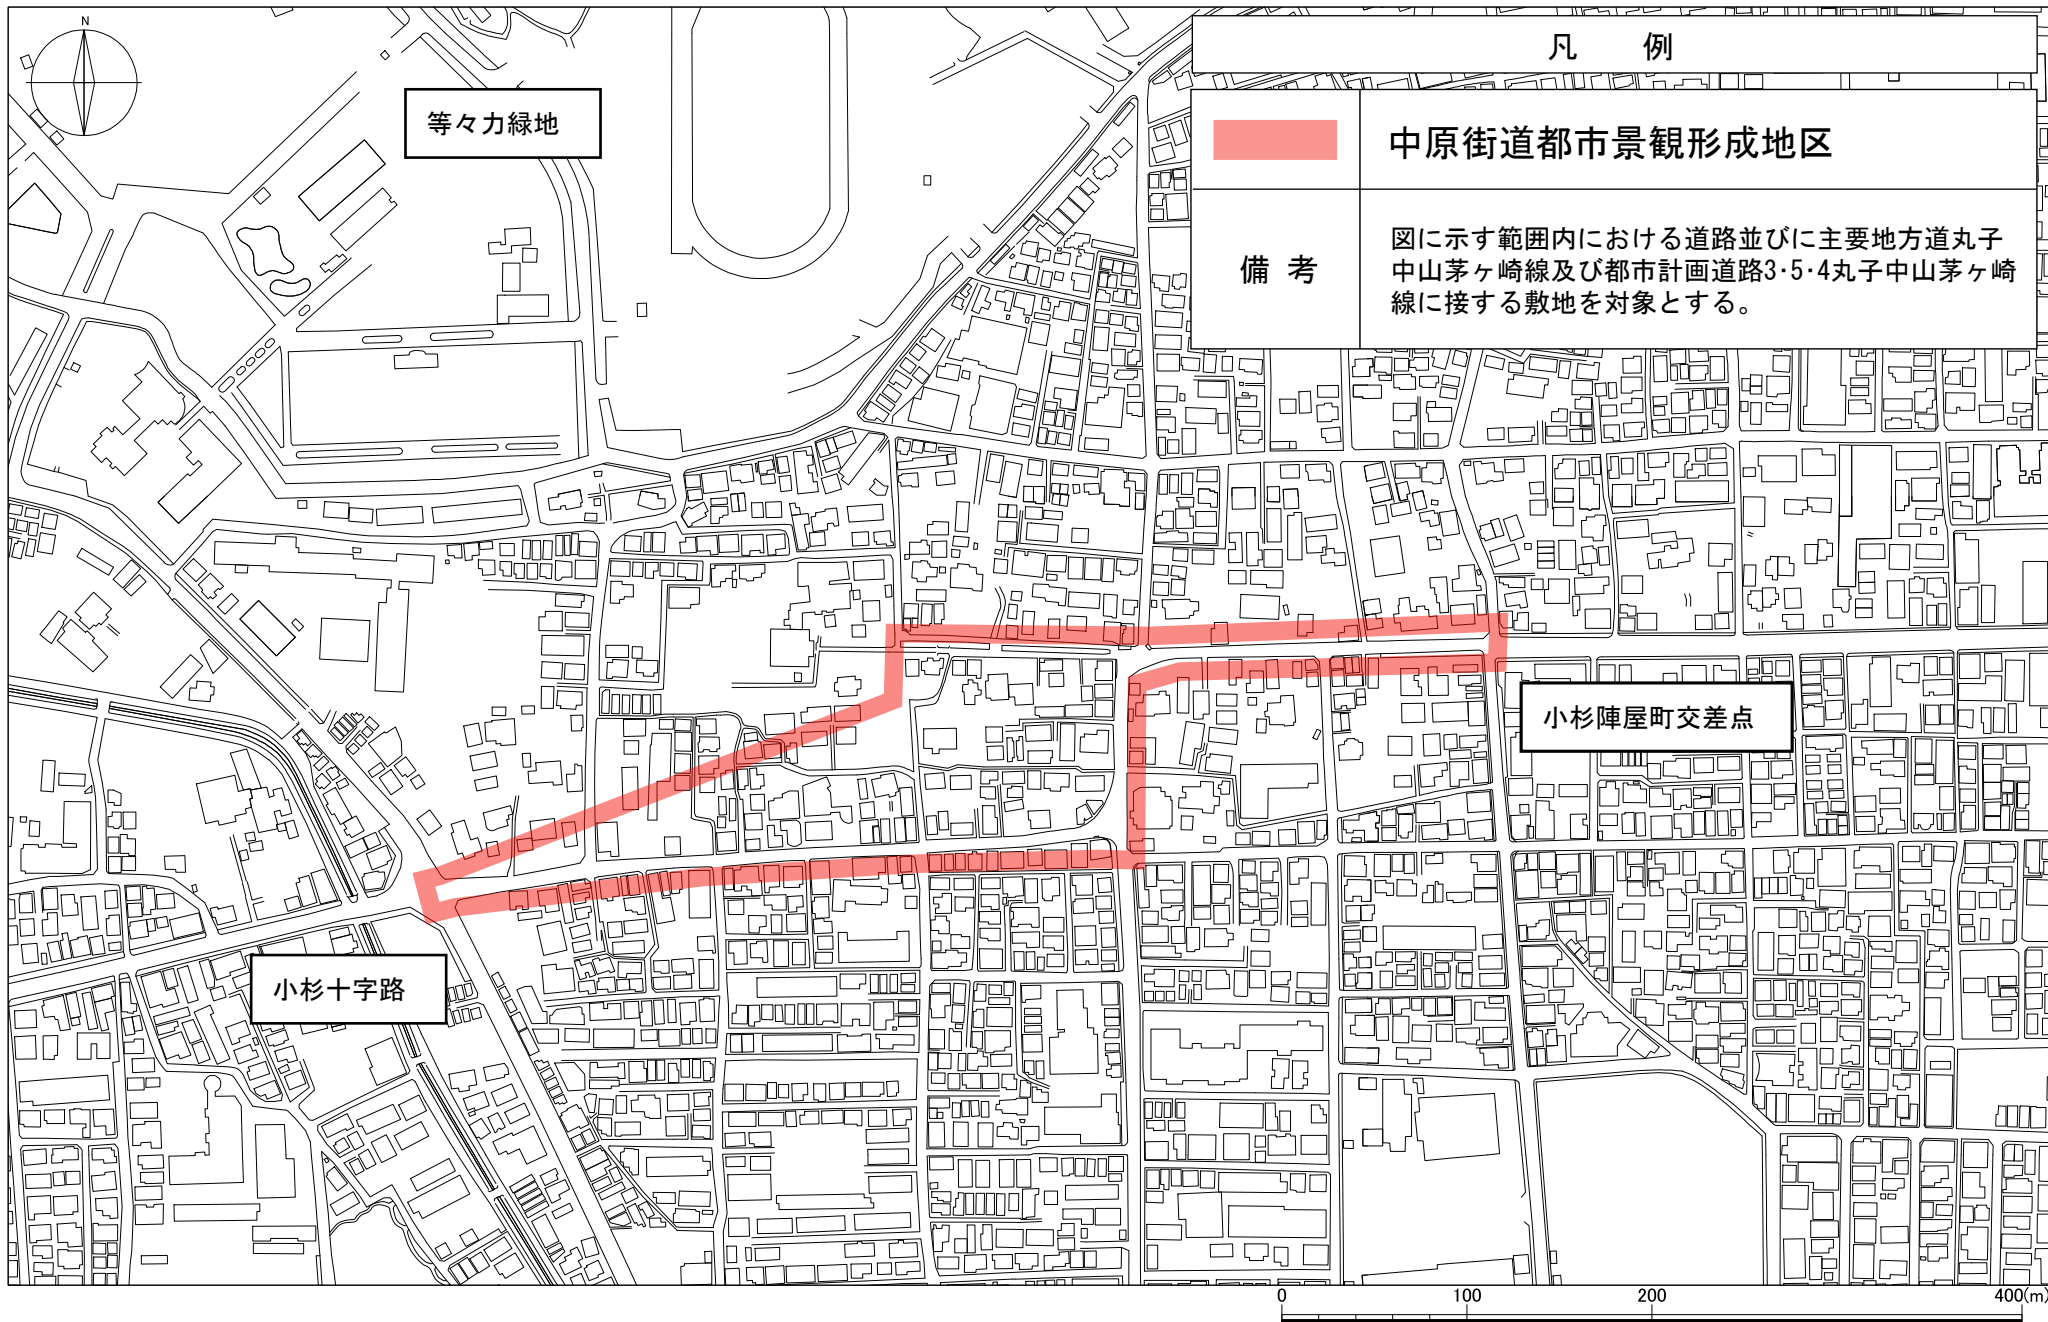 N
凡 例
等々力緑地
中原街道都市景観形成地区
備 考
図に示す範囲内における道路並びに主要地方道丸子
中山茅ヶ崎線及び都市計画道路3・5・4丸子中山茅ヶ崎
線に接する敷地を対象とする。
小杉陣屋町交差点
小杉十字路
0 100 200 400(m)